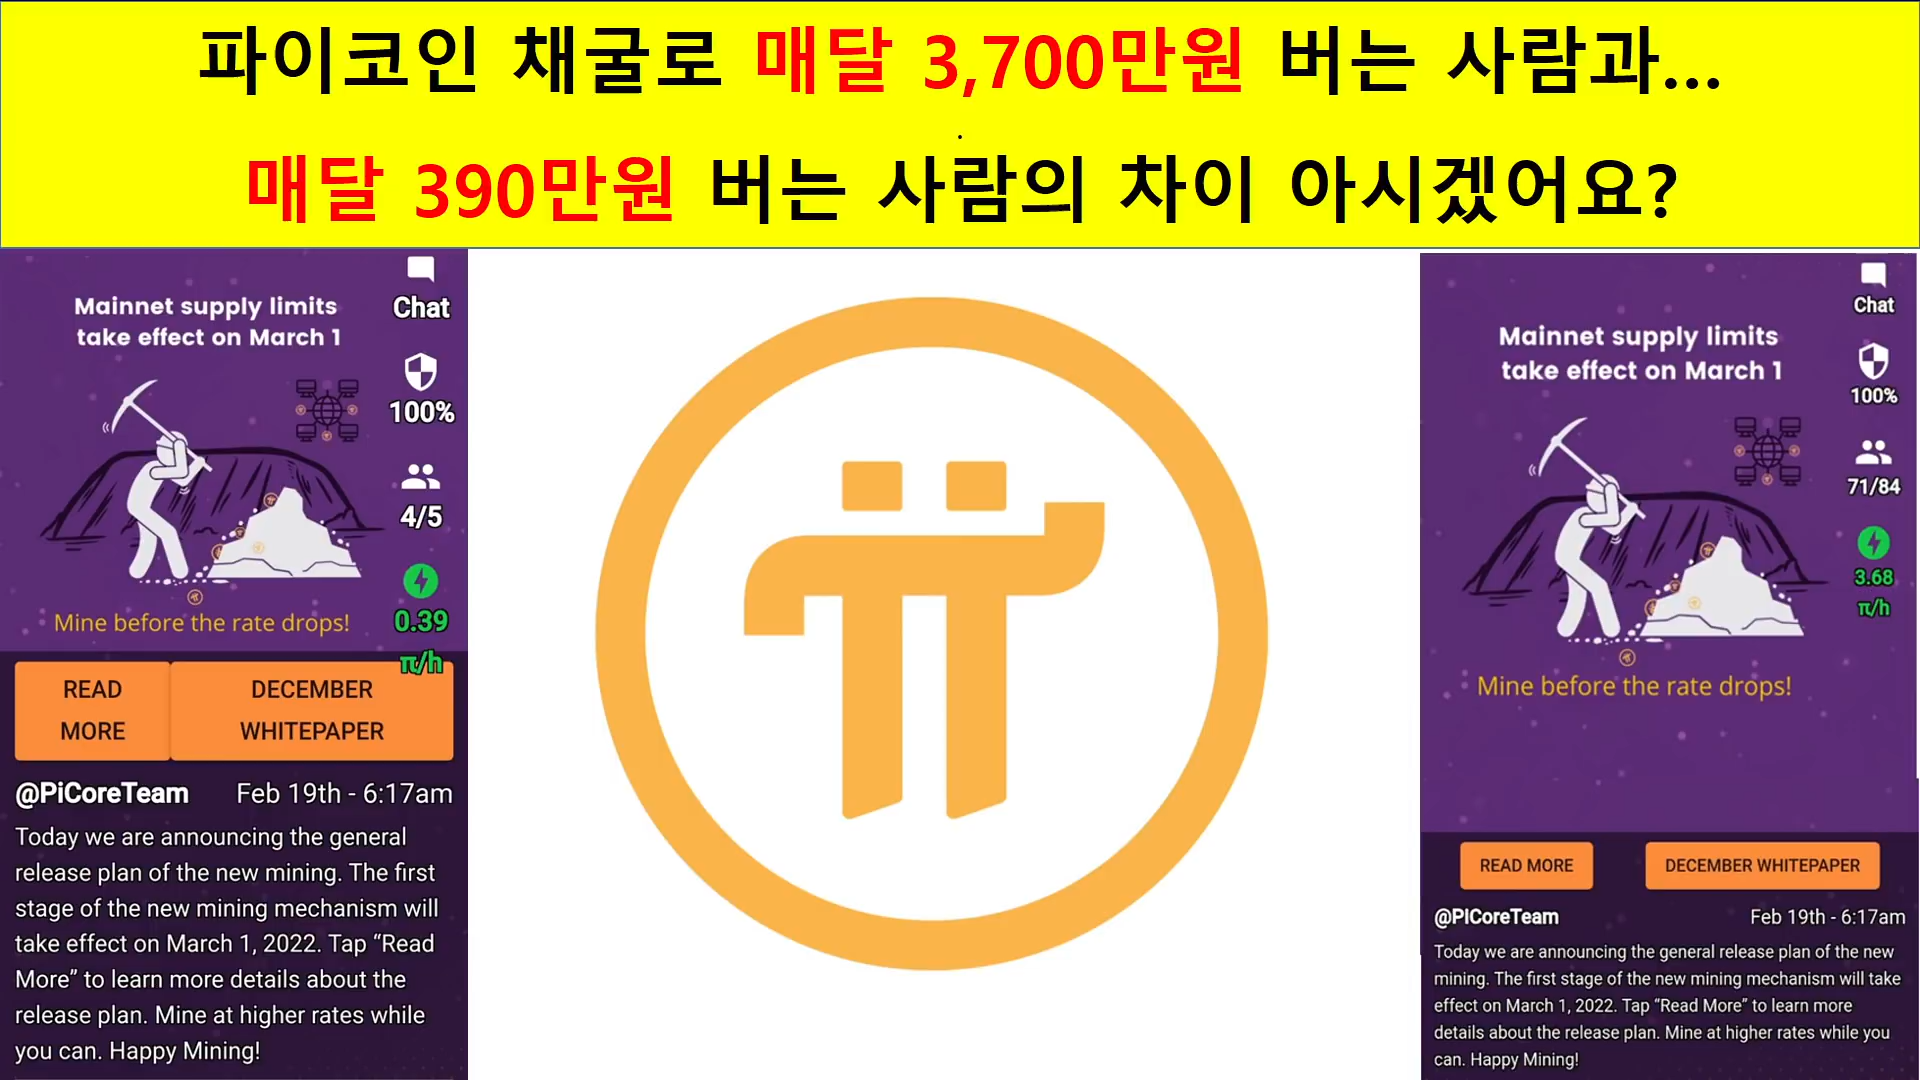 파이코인 채굴로 매달 3,700만원 버는 사람과...
.
매달 390만원 버는 사람의 차이 아시겠어요?
Mainnet supply limits
take effect on March 1
Chat
100%
4/5
0.39
π/h
Mine before the rate drops!
READ
MORE
DECEMBER
WHITEPAPER
@PiCoreTeam Feb 19th - 6:17am
Today we are announcing the general
release plan of the new mining. The first
stage of the new mining mechanism will
take effect on March 1, 2022. Tap “Read
More” to learn more details about the
release plan. Mine at higher rates while
you can. Happy Mining!
Mainnet supply limits
take effect on March 1
Chat
100%
71/84
3.68
π/h
Mine before the rate drops!
READ MORE
DECEMBER WHITEPAPER
@PiCoreTeam Feb 19th - 6:17am
Today we are announcing the general release plan of the new
mining. The first stage of the new mining mechanism will take
effect on March 1, 2022. Tap “Read More” to learn more
details about the release plan. Mine at higher rates while you
can. Happy Mining!